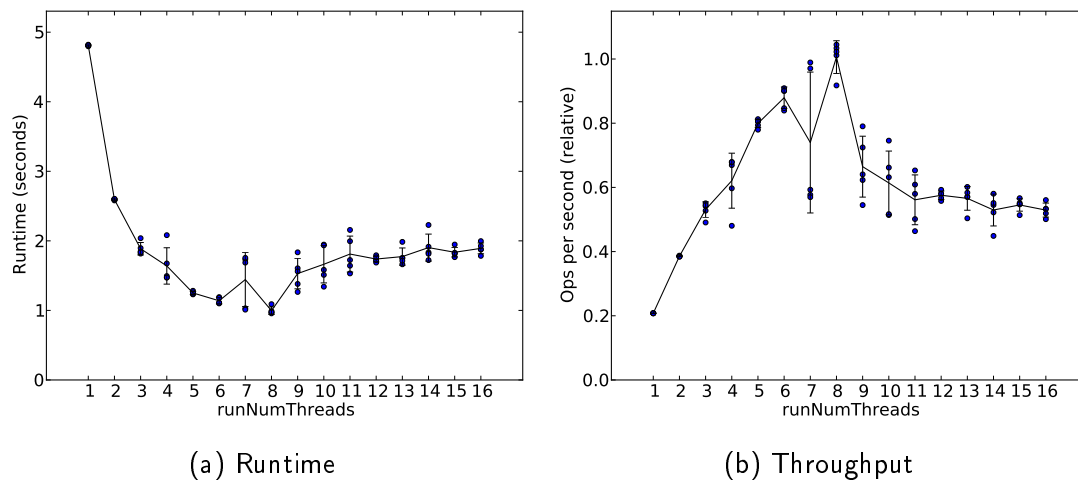 5
4
3
2
1
0
Runtime (seconds)
1 2 3 4 5 6 7 8 9 10 11 12 13 14 15 16
runNumThreads
(a) Runtime
1.0
0.8
0.6
0.4
0.2
0.0
Ops per second (relative)
1 2 3 4 5 6 7 8 9 10 11 12 13 14 15 16
runNumThreads
(b) Throughput